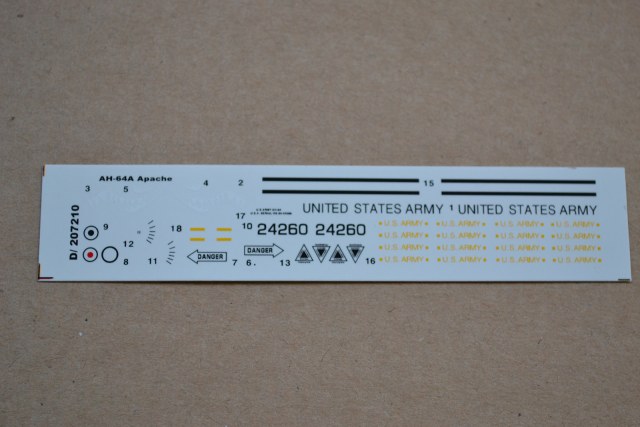 AH-64A Apache
3 5 4 2 15
D/ 207210
17
UNITED STATES ARMY 1 UNITED STATES ARMY
9 18 10 24260 24260
★U.S. ARMY★ ★U.S. ARMY★ ★U.S. ARMY★ ★U.S. ARMY★
★U.S. ARMY★ ★U.S. ARMY★ ★U.S. ARMY★ ★U.S. ARMY★
12 DANGER
★U.S. ARMY★ ★U.S. ARMY★ ★U.S. ARMY★ ★U.S. ARMY★
8 11 DANGER 7 6. 13 16
★U.S. ARMY★ ★U.S. ARMY★ ★U.S. ARMY★ ★U.S. ARMY★